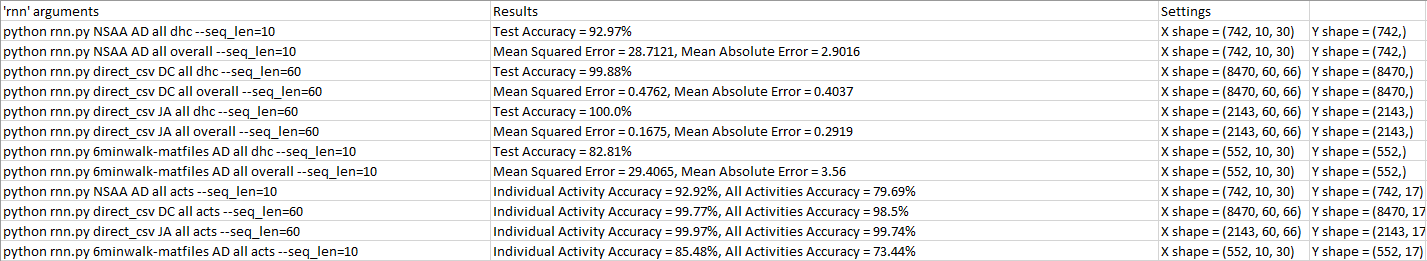 'rnn' arguments Results Settings
python rnn.py NSAA AD all dhc --seq_len=10 Test Accuracy = 92.97% X shape = (742, 10, 30) Y shape = (742,)
python rnn.py NSAA AD all overall --seq_len=10 Mean Squared Error = 28.7121, Mean Absolute Error = 2.9016 X shape = (742, 10, 30) Y shape = (742,)
python rnn.py direct_csv DC all dhc --seq_len=60 Test Accuracy = 99.88% X shape = (8470, 60, 66) Y shape = (8470,)
python rnn.py direct_csv DC all overall --seq_len=60 Mean Squared Error = 0.4762, Mean Absolute Error = 0.4037 X shape = (8470, 60, 66) Y shape = (8470,)
python rnn.py direct_csv JA all dhc --seq_len=60 Test Accuracy = 100.0% X shape = (2143, 60, 66) Y shape = (2143,)
python rnn.py direct_csv JA all overall --seq_len=60 Mean Squared Error = 0.1675, Mean Absolute Error = 0.2919 X shape = (2143, 60, 66) Y shape = (2143,)
python rnn.py 6minwalk-matfiles AD all dhc --seq_len=10 Test Accuracy = 82.81% X shape = (552, 10, 30) Y shape = (552,)
python rnn.py 6minwalk-matfiles AD all overall --seq_len=10 Mean Squared Error = 29.4065, Mean Absolute Error = 3.56 X shape = (552, 10, 30) Y shape = (552,)
python rnn.py NSAA AD all acts --seq_len=10 Individual Activity Accuracy = 92.92%, All Activities Accuracy = 79.69% X shape = (742, 10, 30) Y shape = (742, 17)
python rnn.py direct_csv DC all acts --seq_len=60 Individual Activity Accuracy = 99.77%, All Activities Accuracy = 98.5% X shape = (8470, 60, 66) Y shape = (8470, 17
python rnn.py direct_csv JA all acts --seq_len=60 Individual Activity Accuracy = 99.97%, All Activities Accuracy = 99.74% X shape = (2143, 60, 66) Y shape = (2143, 17
python rnn.py 6minwalk-matfiles AD all acts --seq_len=10 Individual Activity Accuracy = 85.48%, All Activities Accuracy = 73.44% X shape = (552, 10, 30) Y shape = (552, 17)